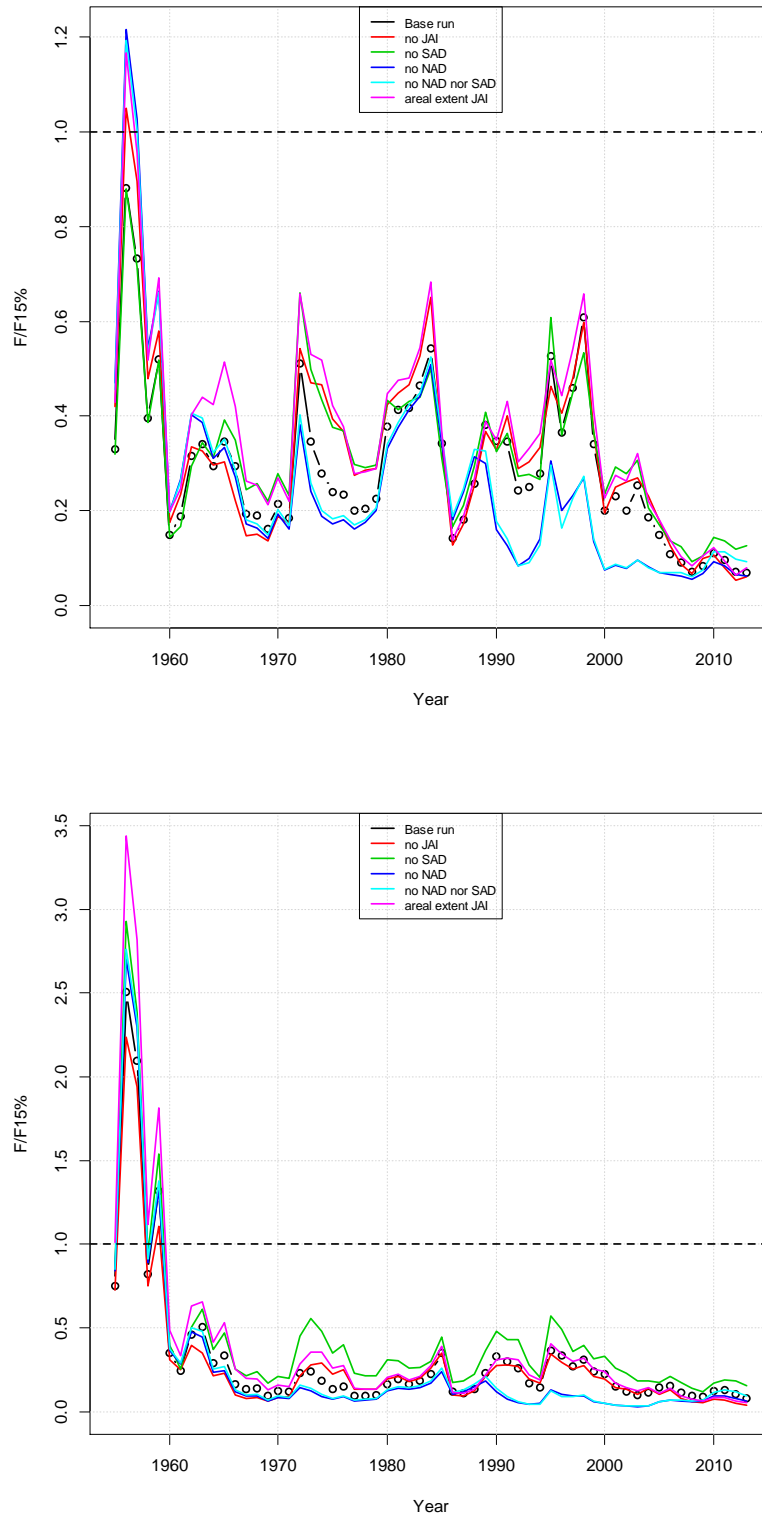 Base run
no JAI
no SAD
no NAD
no NAD nor SAD
areal extent JAI
1.2
1.0
0.8
0.6
0.4
0.2
0.0
F/F15%
1960 1970 1980 1990 2000 2010
Year
Base run
no JAI
no SAD
no NAD
no NAD nor SAD
areal extent JAI
3.5
3.0
2.5
2.0
1.5
1.0
0.5
0.0
F/F15%
1960 1970 1980 1990 2000 2010
Year